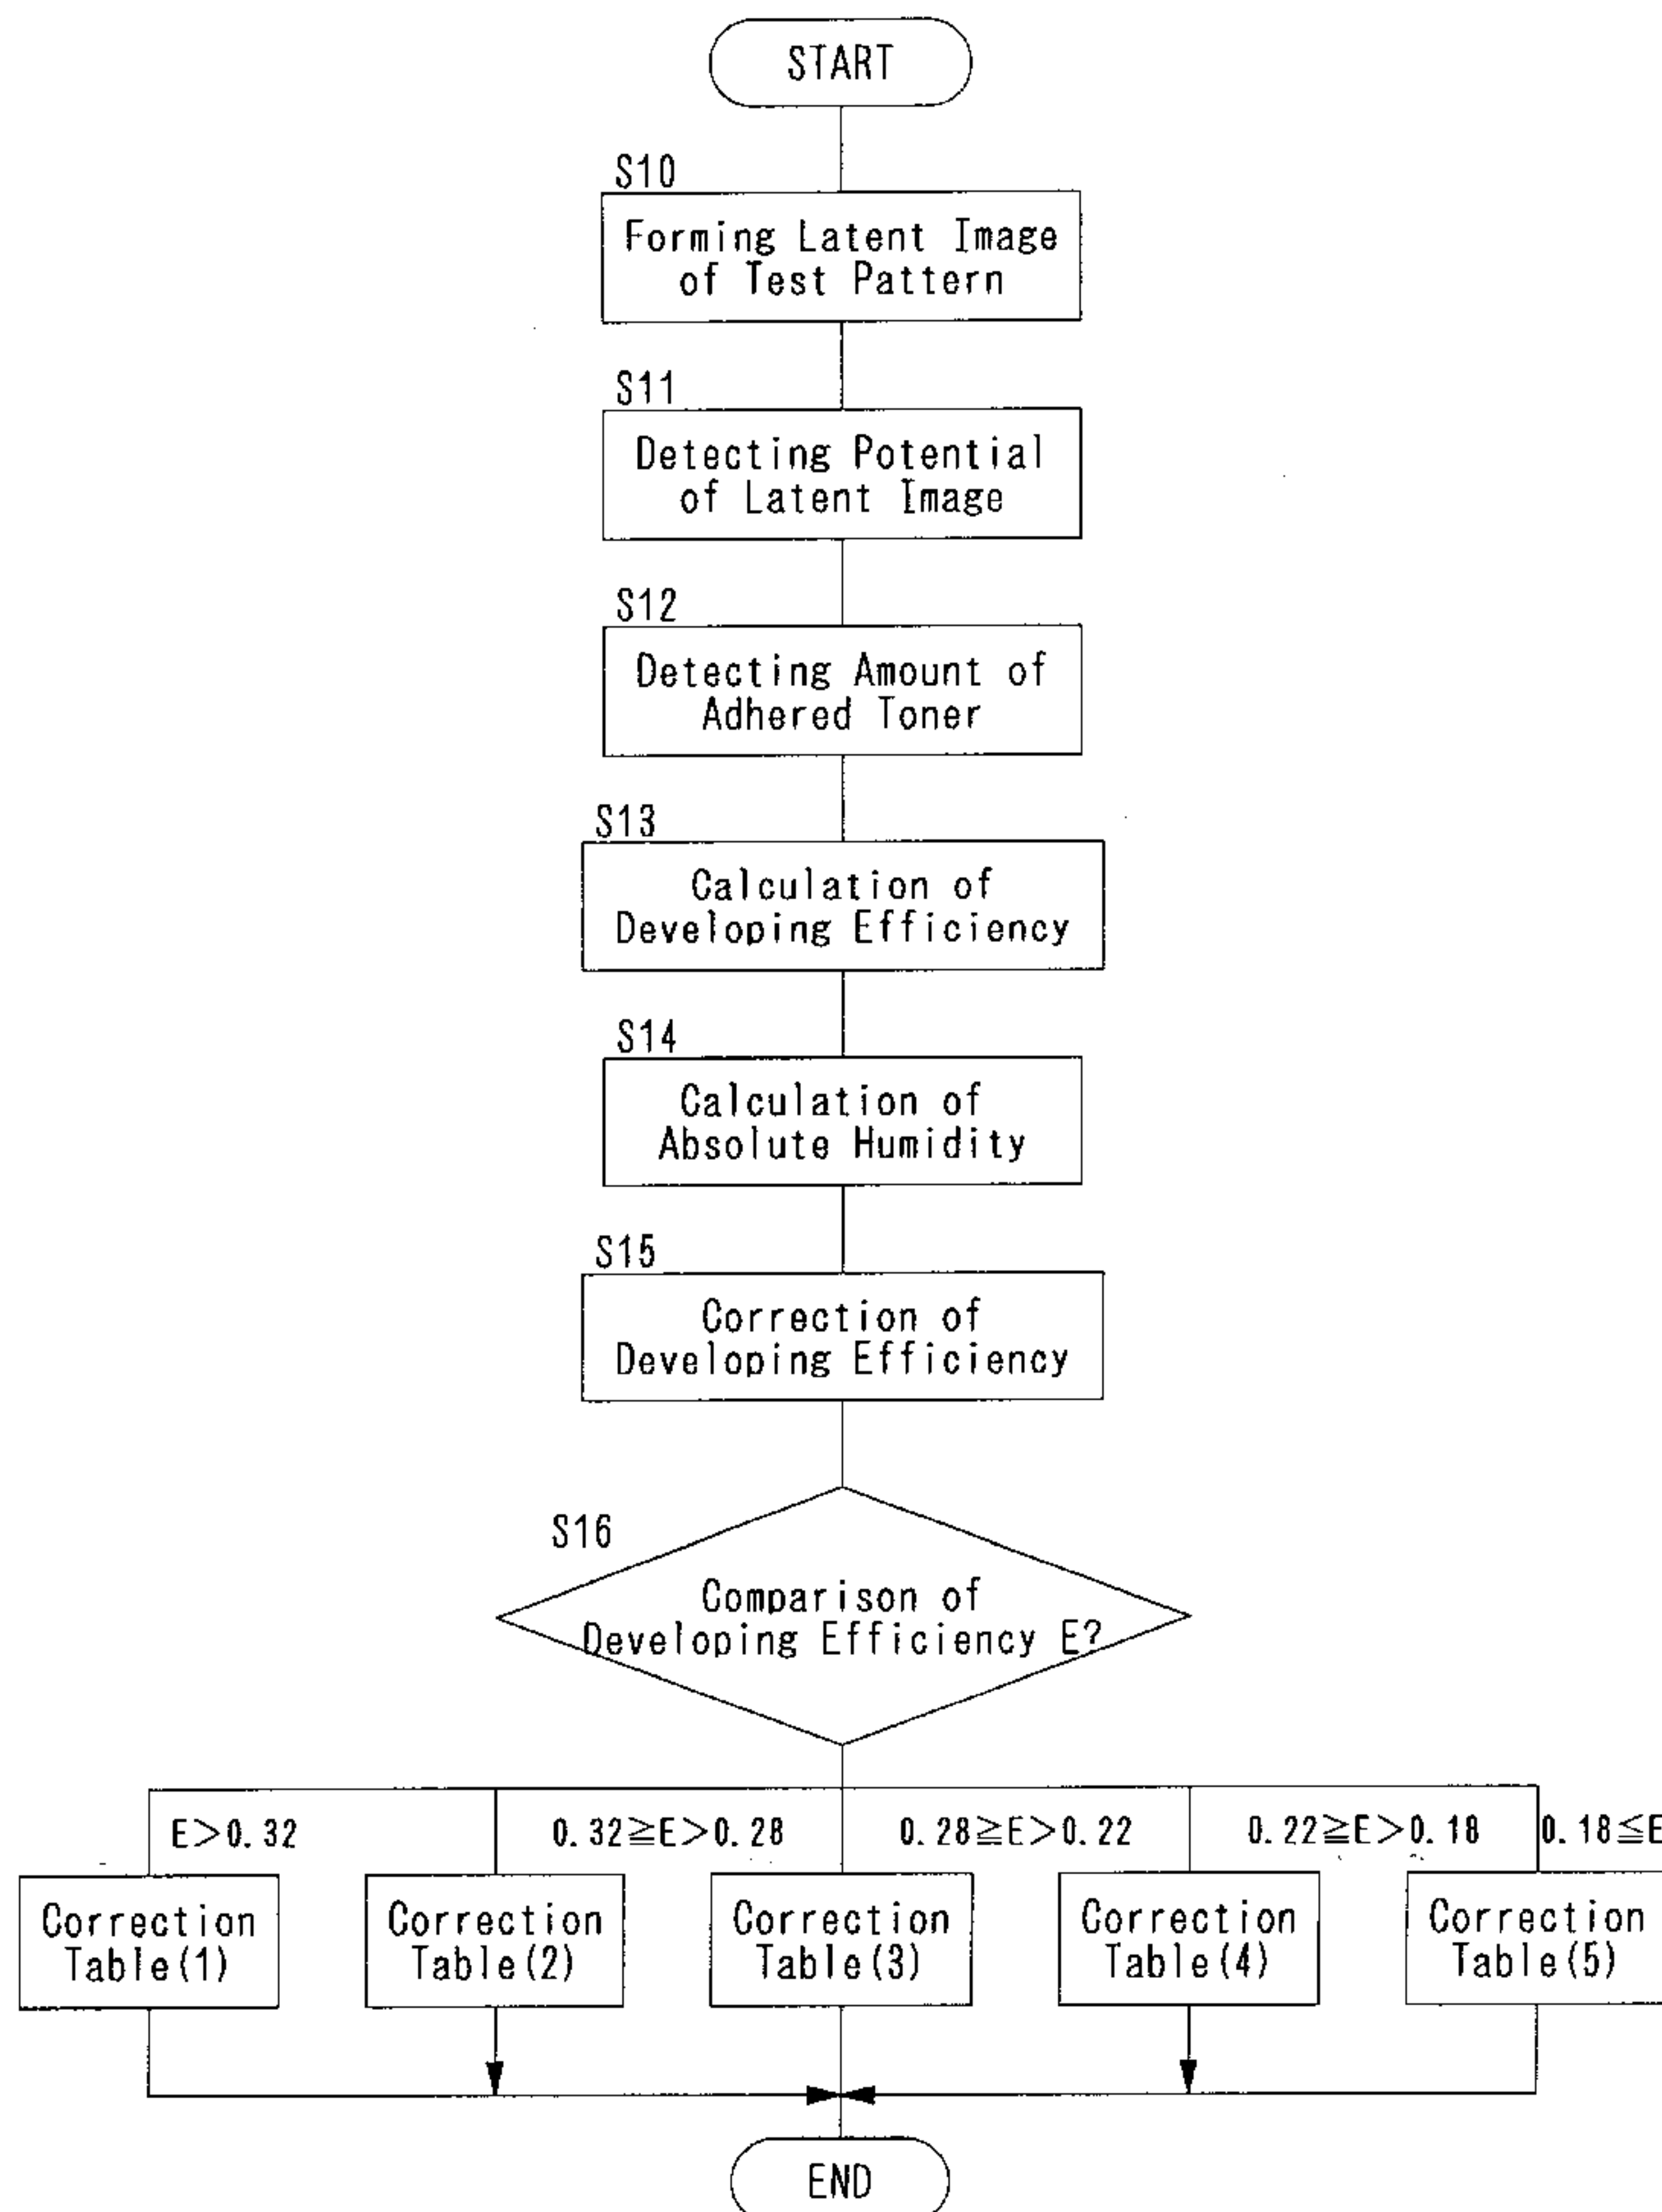 START
S10
Forming Latent Image
of Test Pattern
S11
Detecting Potential
of Latent Image
S12
Detecting Amount of
Adhered Toner
S13
Calculation of
Developing Efficiency
S14
Calculation of
Absolute Humidity
S15
Correction of
Developing Efficiency
S16
Comparison of
Developing Efficiency E?
E>0.32
0.32≧E>0.28
0.28≧E>0.22
0.22≧E>0.18
0.18≦E
Correction
Table(1)
Correction
Table(2)
Correction
Table(3)
Correction
Table(4)
Correction
Table(5)
END